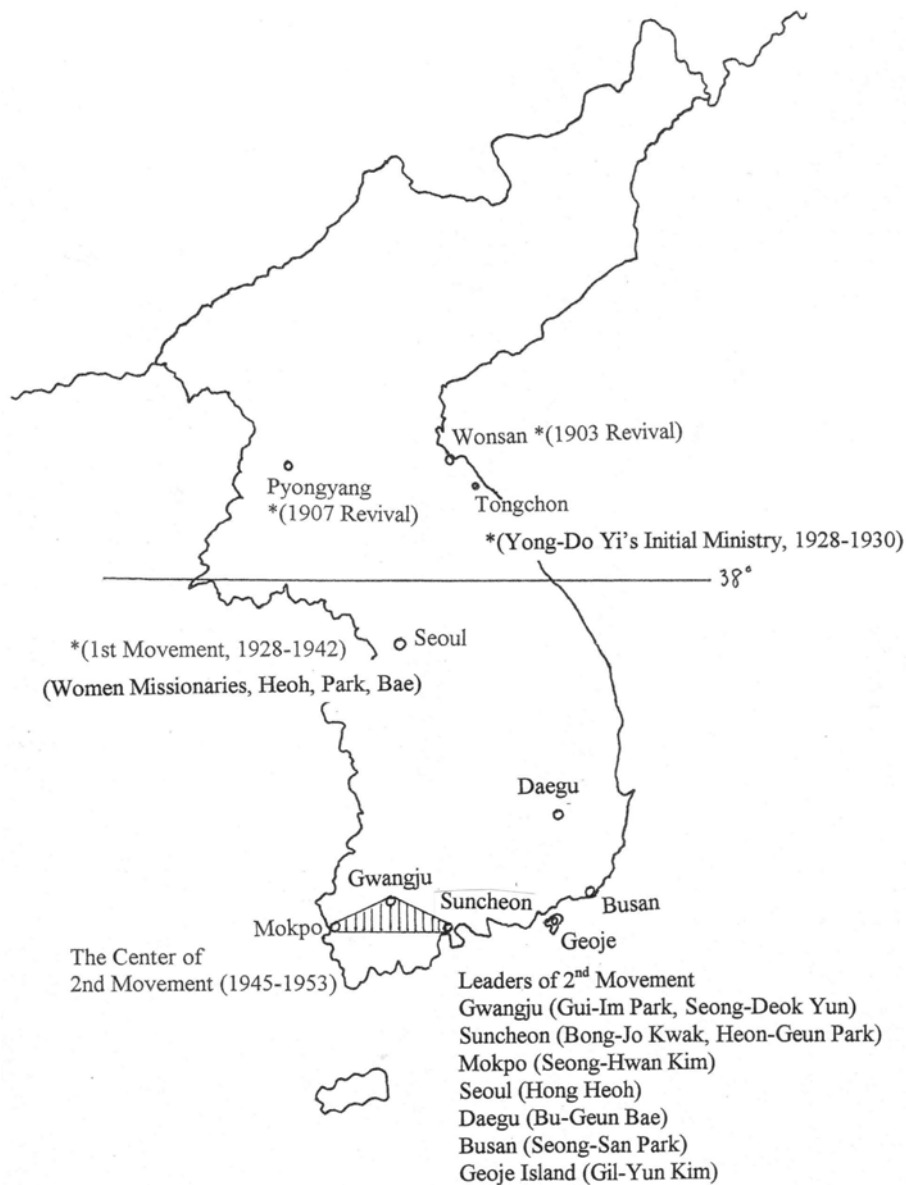 Wonsan *(1903 Revival)
Pyongyang
*(1907 Revival)
Tongchon
*(Yong-Do Yi's Initial Ministry, 1928-1930)
38°
Seoul
*(1st Movement, 1928-1942)
(Women Missionaries, Heoh, Park, Bae)
Daegu
Gwangju
Suncheon
Busan
Mokpo
Geoje
The Center of
2nd Movement (1945-1953)
Leaders of 2nd Movement
Gwangju (Gui-Im Park, Seong-Deok Yun)
Suncheon (Bong-Jo Kwak, Heon-Geun Park)
Mokpo (Seong-Hwan Kim)
Seoul (Hong Heoh)
Daegu (Bu-Geun Bae)
Busan (Seong-San Park)
Geoje Island (Gil-Yun Kim)